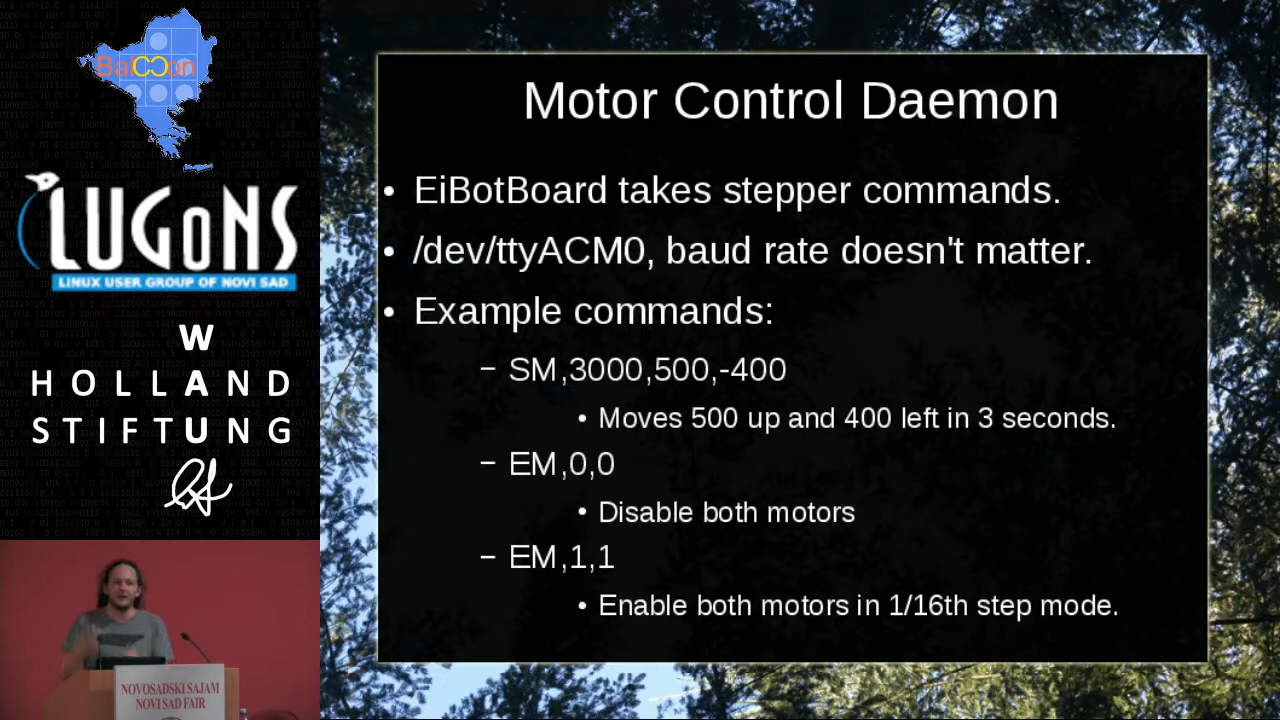 BalCCon
LUGoNS
LINUX USER GROUP OF NOVI SAD
W
HOLLAND
STIFTUNG
NOVOSADSKI SAJAM
NOVI SAD FAIR
Motor Control Daemon
• EiBotBoard takes stepper commands.
• /dev/ttyACM0, baud rate doesn't matter.
• Example commands:
– SM,3000,500,-400
• Moves 500 up and 400 left in 3 seconds.
– EM,0,0
• Disable both motors
– EM,1,1
• Enable both motors in 1/16th step mode.